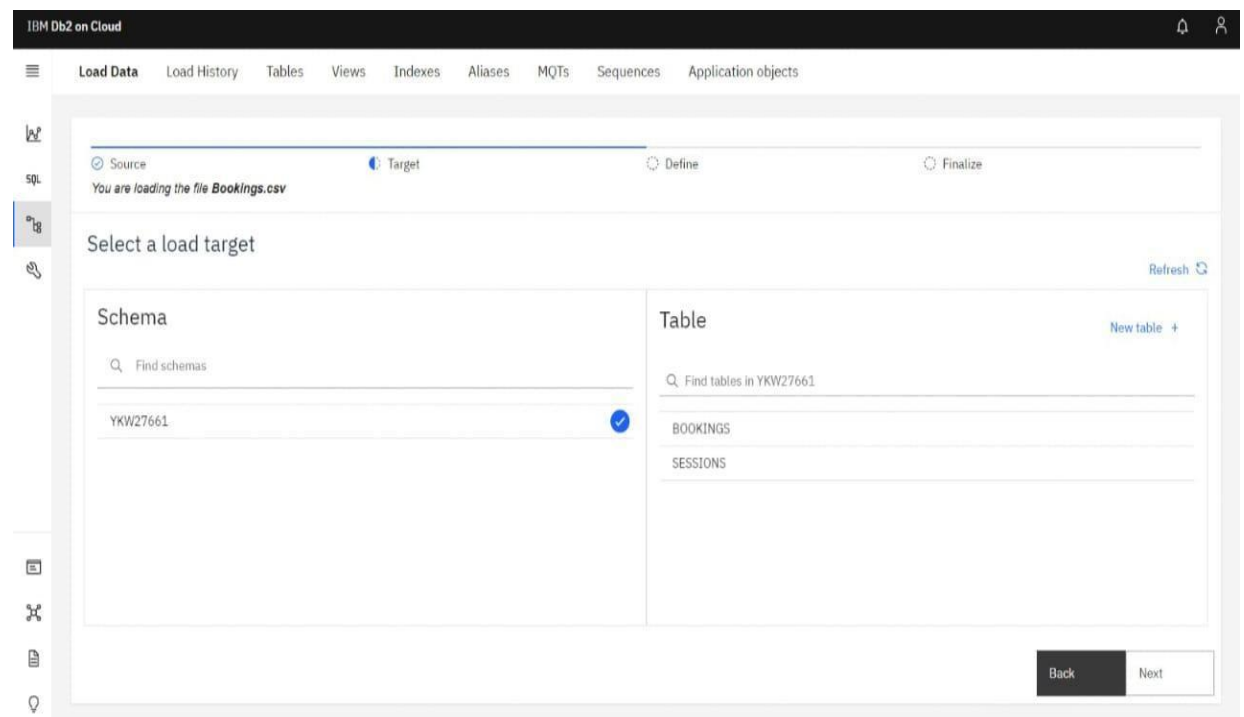 IBM Db2 on Cloud
Load Data Load History Tables Views Indexes Aliases MQTs Sequences Application objects
Source Target Define Finalize
You are loading the file Bookings.csv
SQL
Select a load target
Refresh
Schema
Find schemas
YKW27661
Table
New table +
Find tables in YKW27661
BOOKINGS
SESSIONS
Back Next